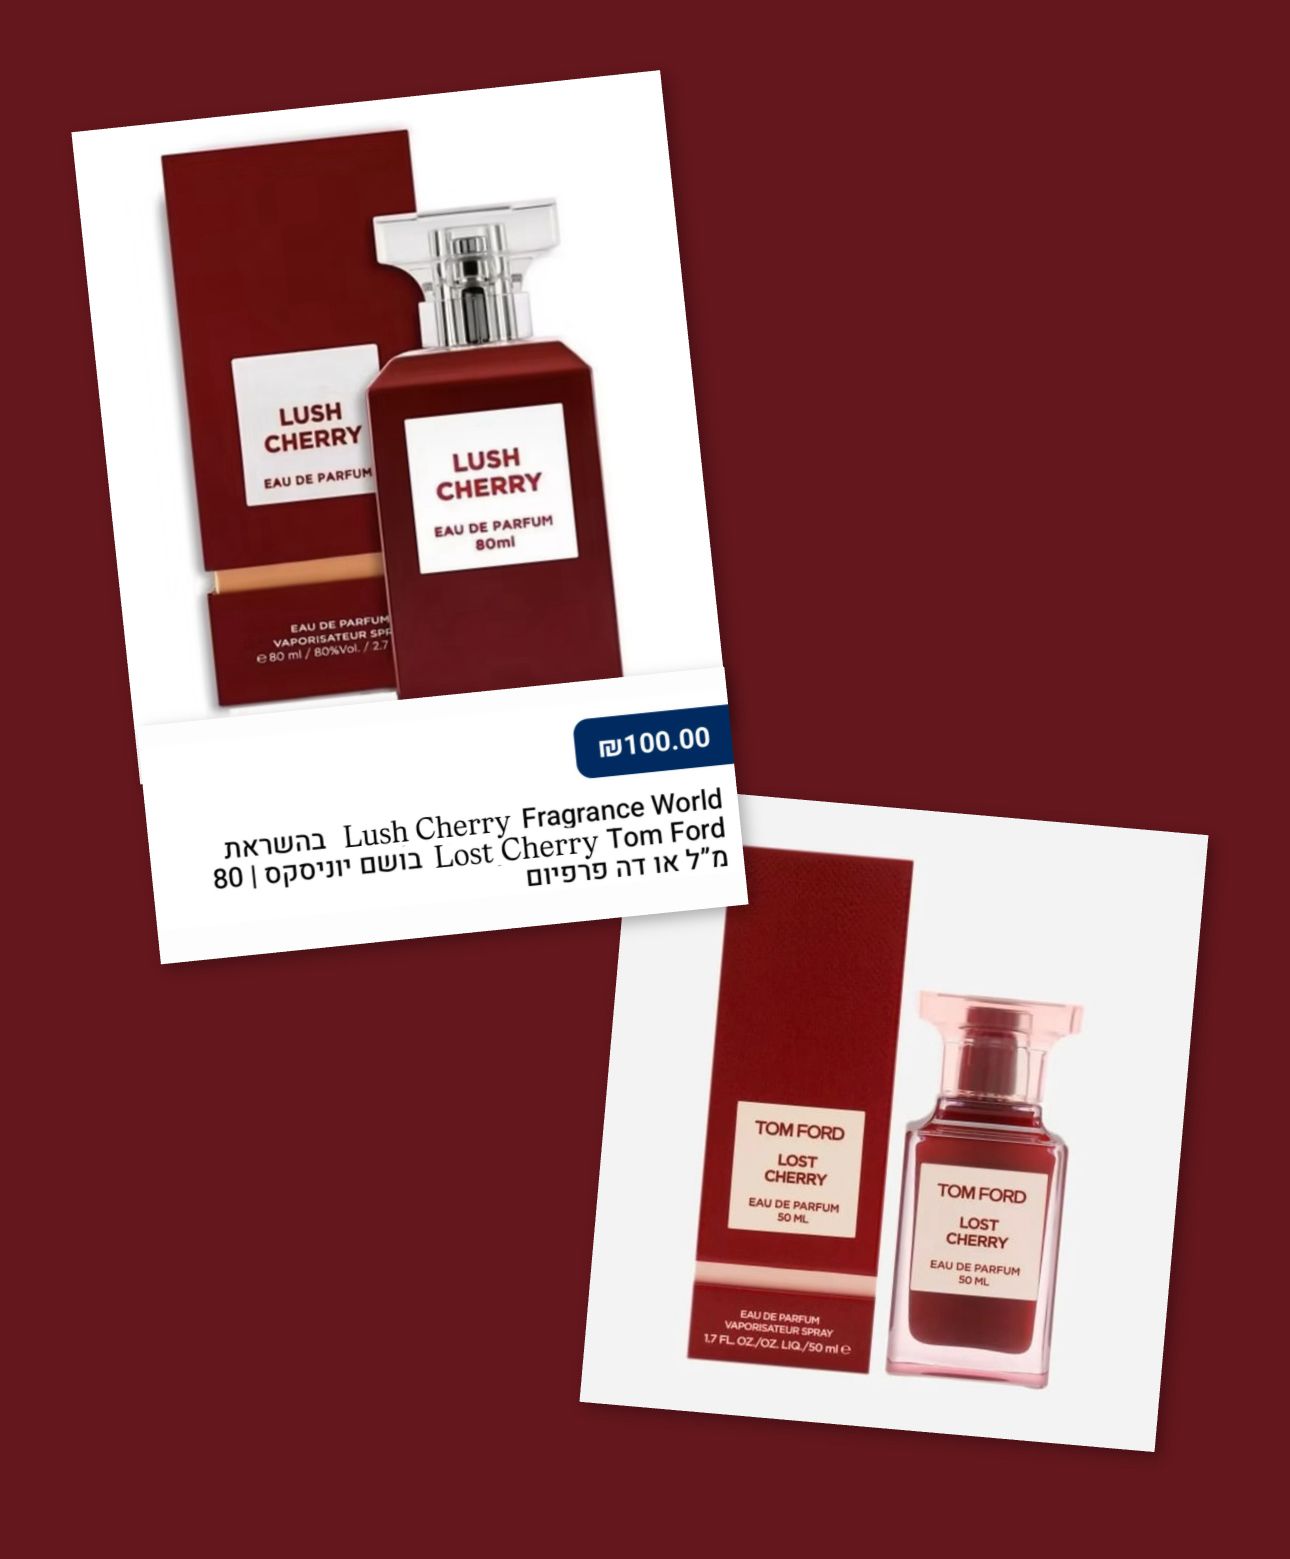 LUSH
CHERRY
EAU DE PARFUM
EAU DE PARFUM
VAPORISATEUR SPR
℮ 80 ml / 80%Vol. / 2.7
LUSH
CHERRY
EAU DE PARFUM
80ml
₪100.00
Fragrance World Lush Cherry בהשראת
Tom Ford Lost Cherry בושם יוניסקס | 80
מ״ל או דה פרפיום
TOM FORD
LOST
CHERRY
EAU DE PARFUM
50 ML
EAU DE PARFUM
VAPORISATEUR SPRAY
1.7 FL. OZ./OZ. LIQ./50 ml ℮
TOM FORD
LOST
CHERRY
EAU DE PARFUM
50 ML